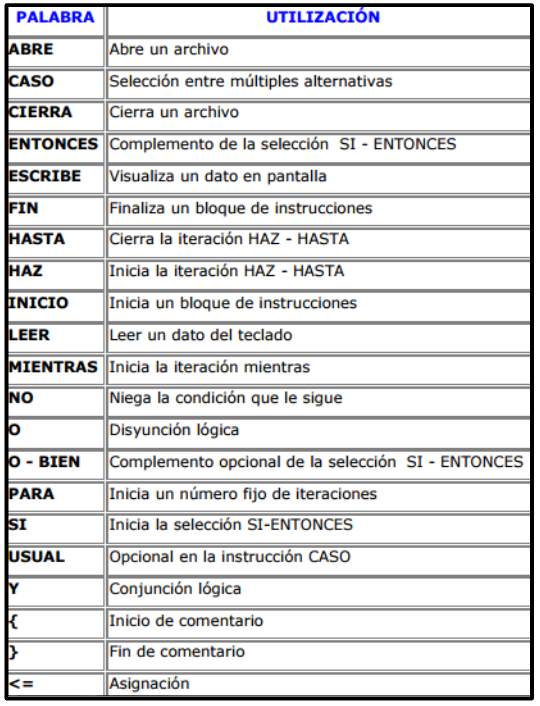 PALABRA UTILIZACIÓN
ABRE Abre un archivo
CASO Selección entre múltiples alternativas
CIERRA Cierra un archivo
ENTONCES Complemento de la selección SI - ENTONCES
ESCRIBE Visualiza un dato en pantalla
FIN Finaliza un bloque de instrucciones
HASTA Cierra la iteración HAZ - HASTA
HAZ Inicia la iteración HAZ - HASTA
INICIO Inicia un bloque de instrucciones
LEER Leer un dato del teclado
MIENTRAS Inicia la iteración mientras
NO Niega la condición que le sigue
O Disyunción lógica
O - BIEN Complemento opcional de la selección SI - ENTONCES
PARA Inicia un número fijo de iteraciones
SI Inicia la selección SI-ENTONCES
USUAL Opcional en la instrucción CASO
Y Conjunción lógica
{ Inicio de comentario
} Fin de comentario
<= Asignación